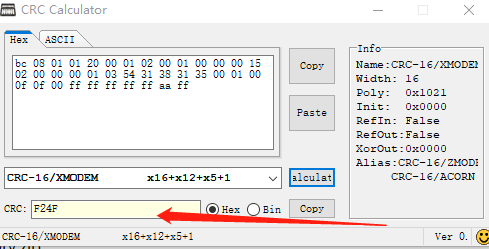 CRC Calculator
Hex
ASCII
bc 08 01 01 20 00 01 02 00 01 00 00 00 15
02 00 00 00 01 03 54 31 38 31 35 00 01 00
0f 0f 00 ff ff ff ff ff aa ff
Copy
Paste
CRC-16/XMODEM x16+x12+x5+1
alculat
CRC: F24F
Hex
Bin
Copy
Info
Name:CRC-16/XMODEM
Width: 16
Poly: 0x1021
Init: 0x0000
RefIn: False
RefOut:False
XorOut:0x0000
Alias:CRC-16/ZMODE
CRC-16/ACORN
CRC-16/XMODEM x16+x12+x5+1
Ver 0.